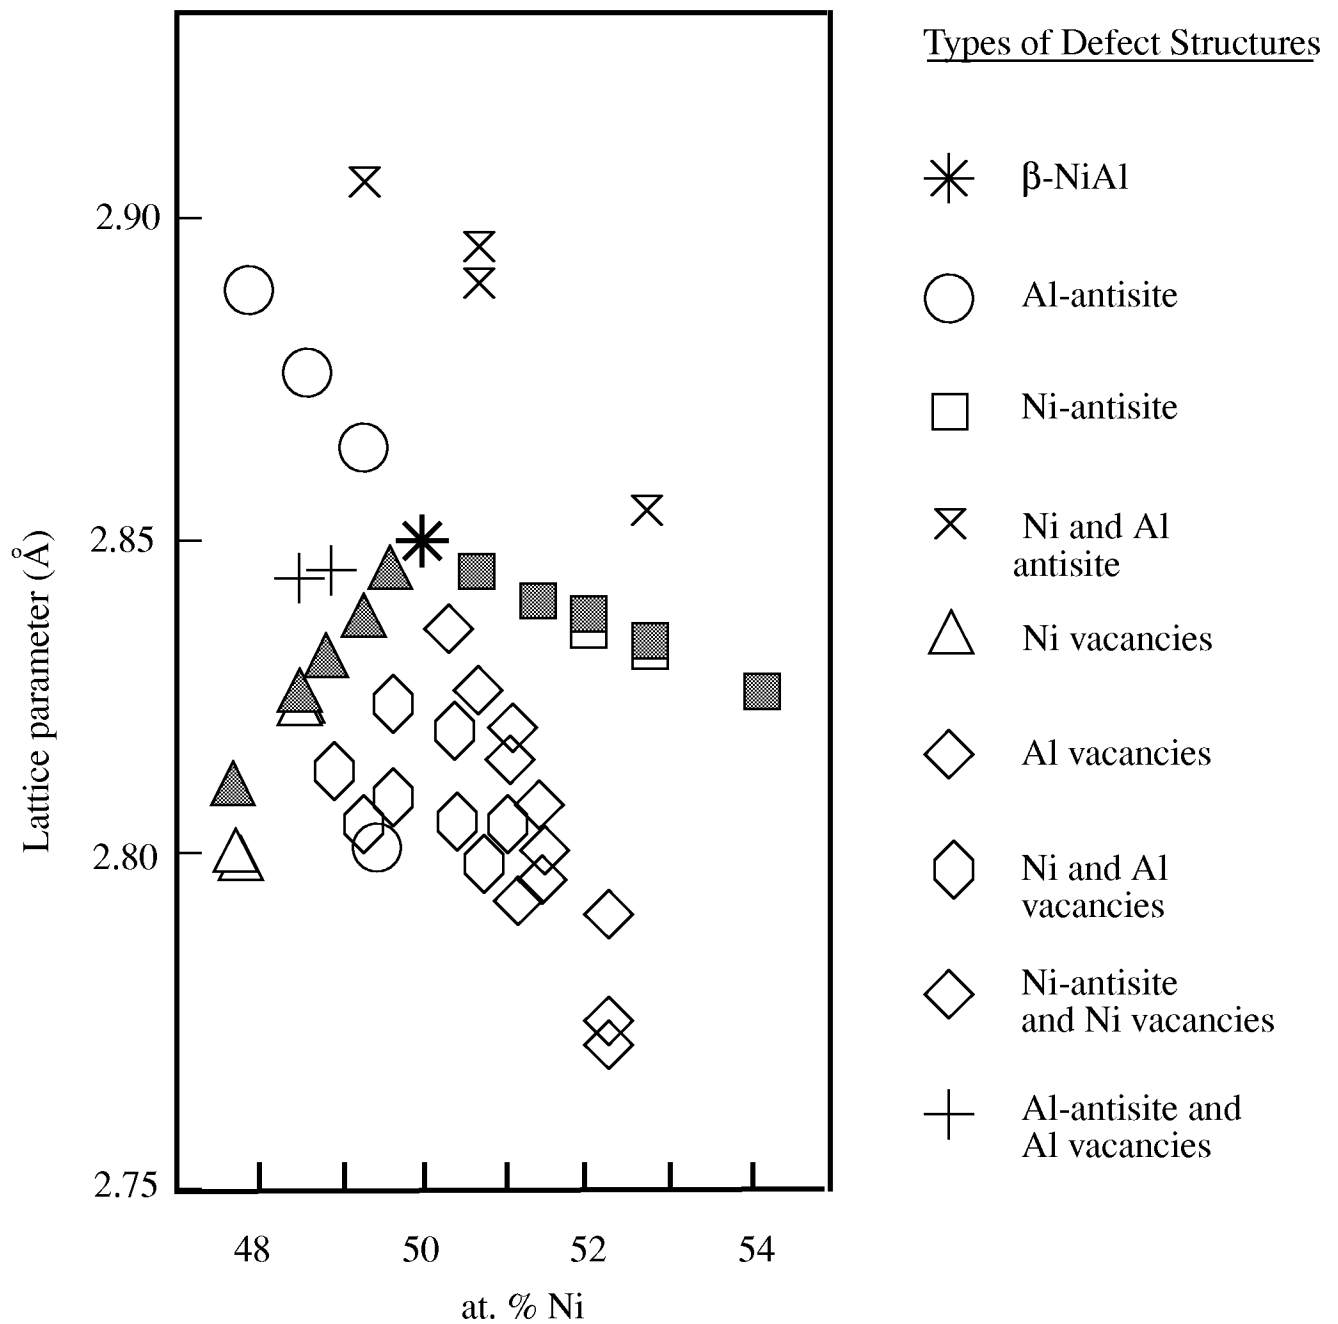 Types of Defect Structures
β-NiAl
Al-antisite
Ni-antisite
Ni and Al
antisite
Ni vacancies
Al vacancies
Ni and Al
vacancies
Ni-antisite
and Ni vacancies
Al-antisite and
Al vacancies
Lattice parameter (Å)
2.90
2.85
2.80
2.75
48 50 52 54
at. % Ni